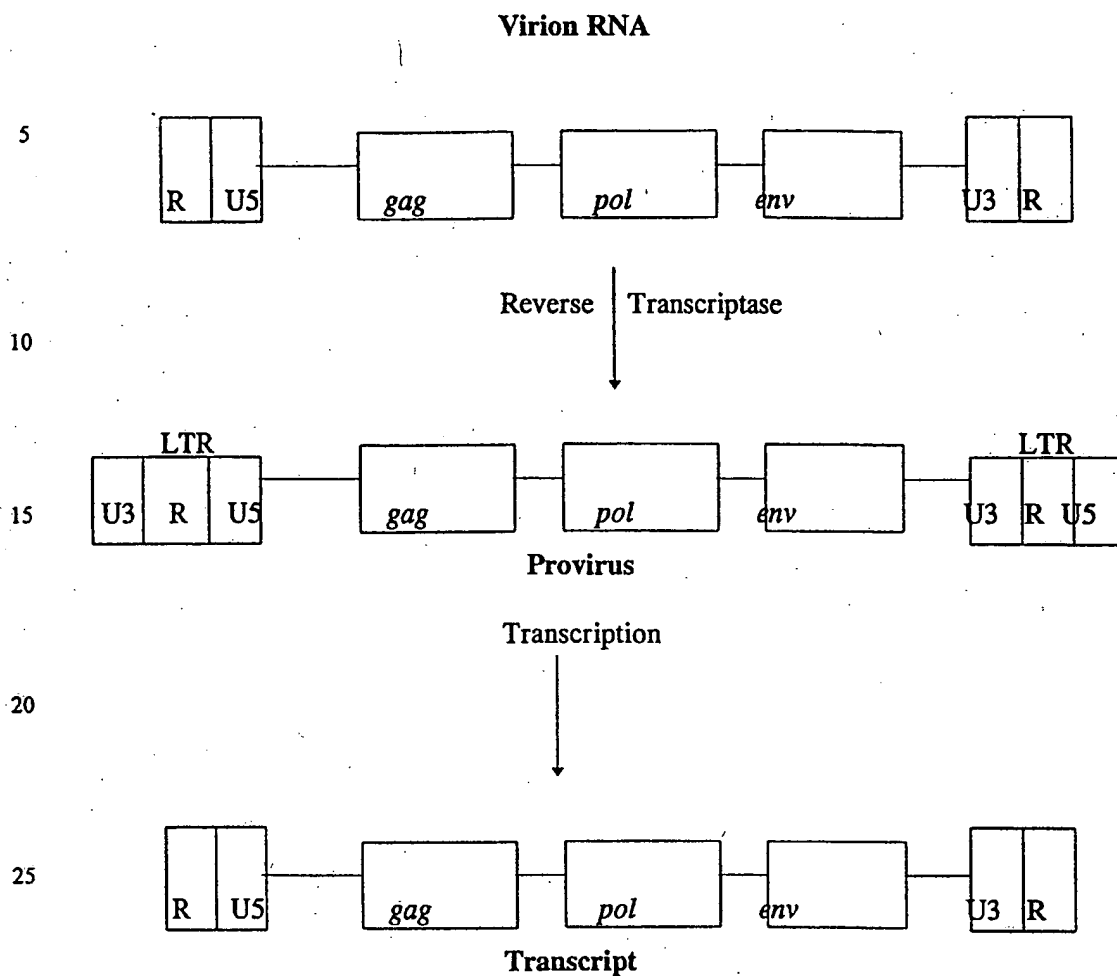 Virion RNA
5
R U5 gag pol env U3 R
Reverse Transcriptase
10
LTR LTR
15 U3 R U5 gag pol env U3 R U5
Provirus
Transcription
20
25
R U5 gag pol env U3 R
Transcript